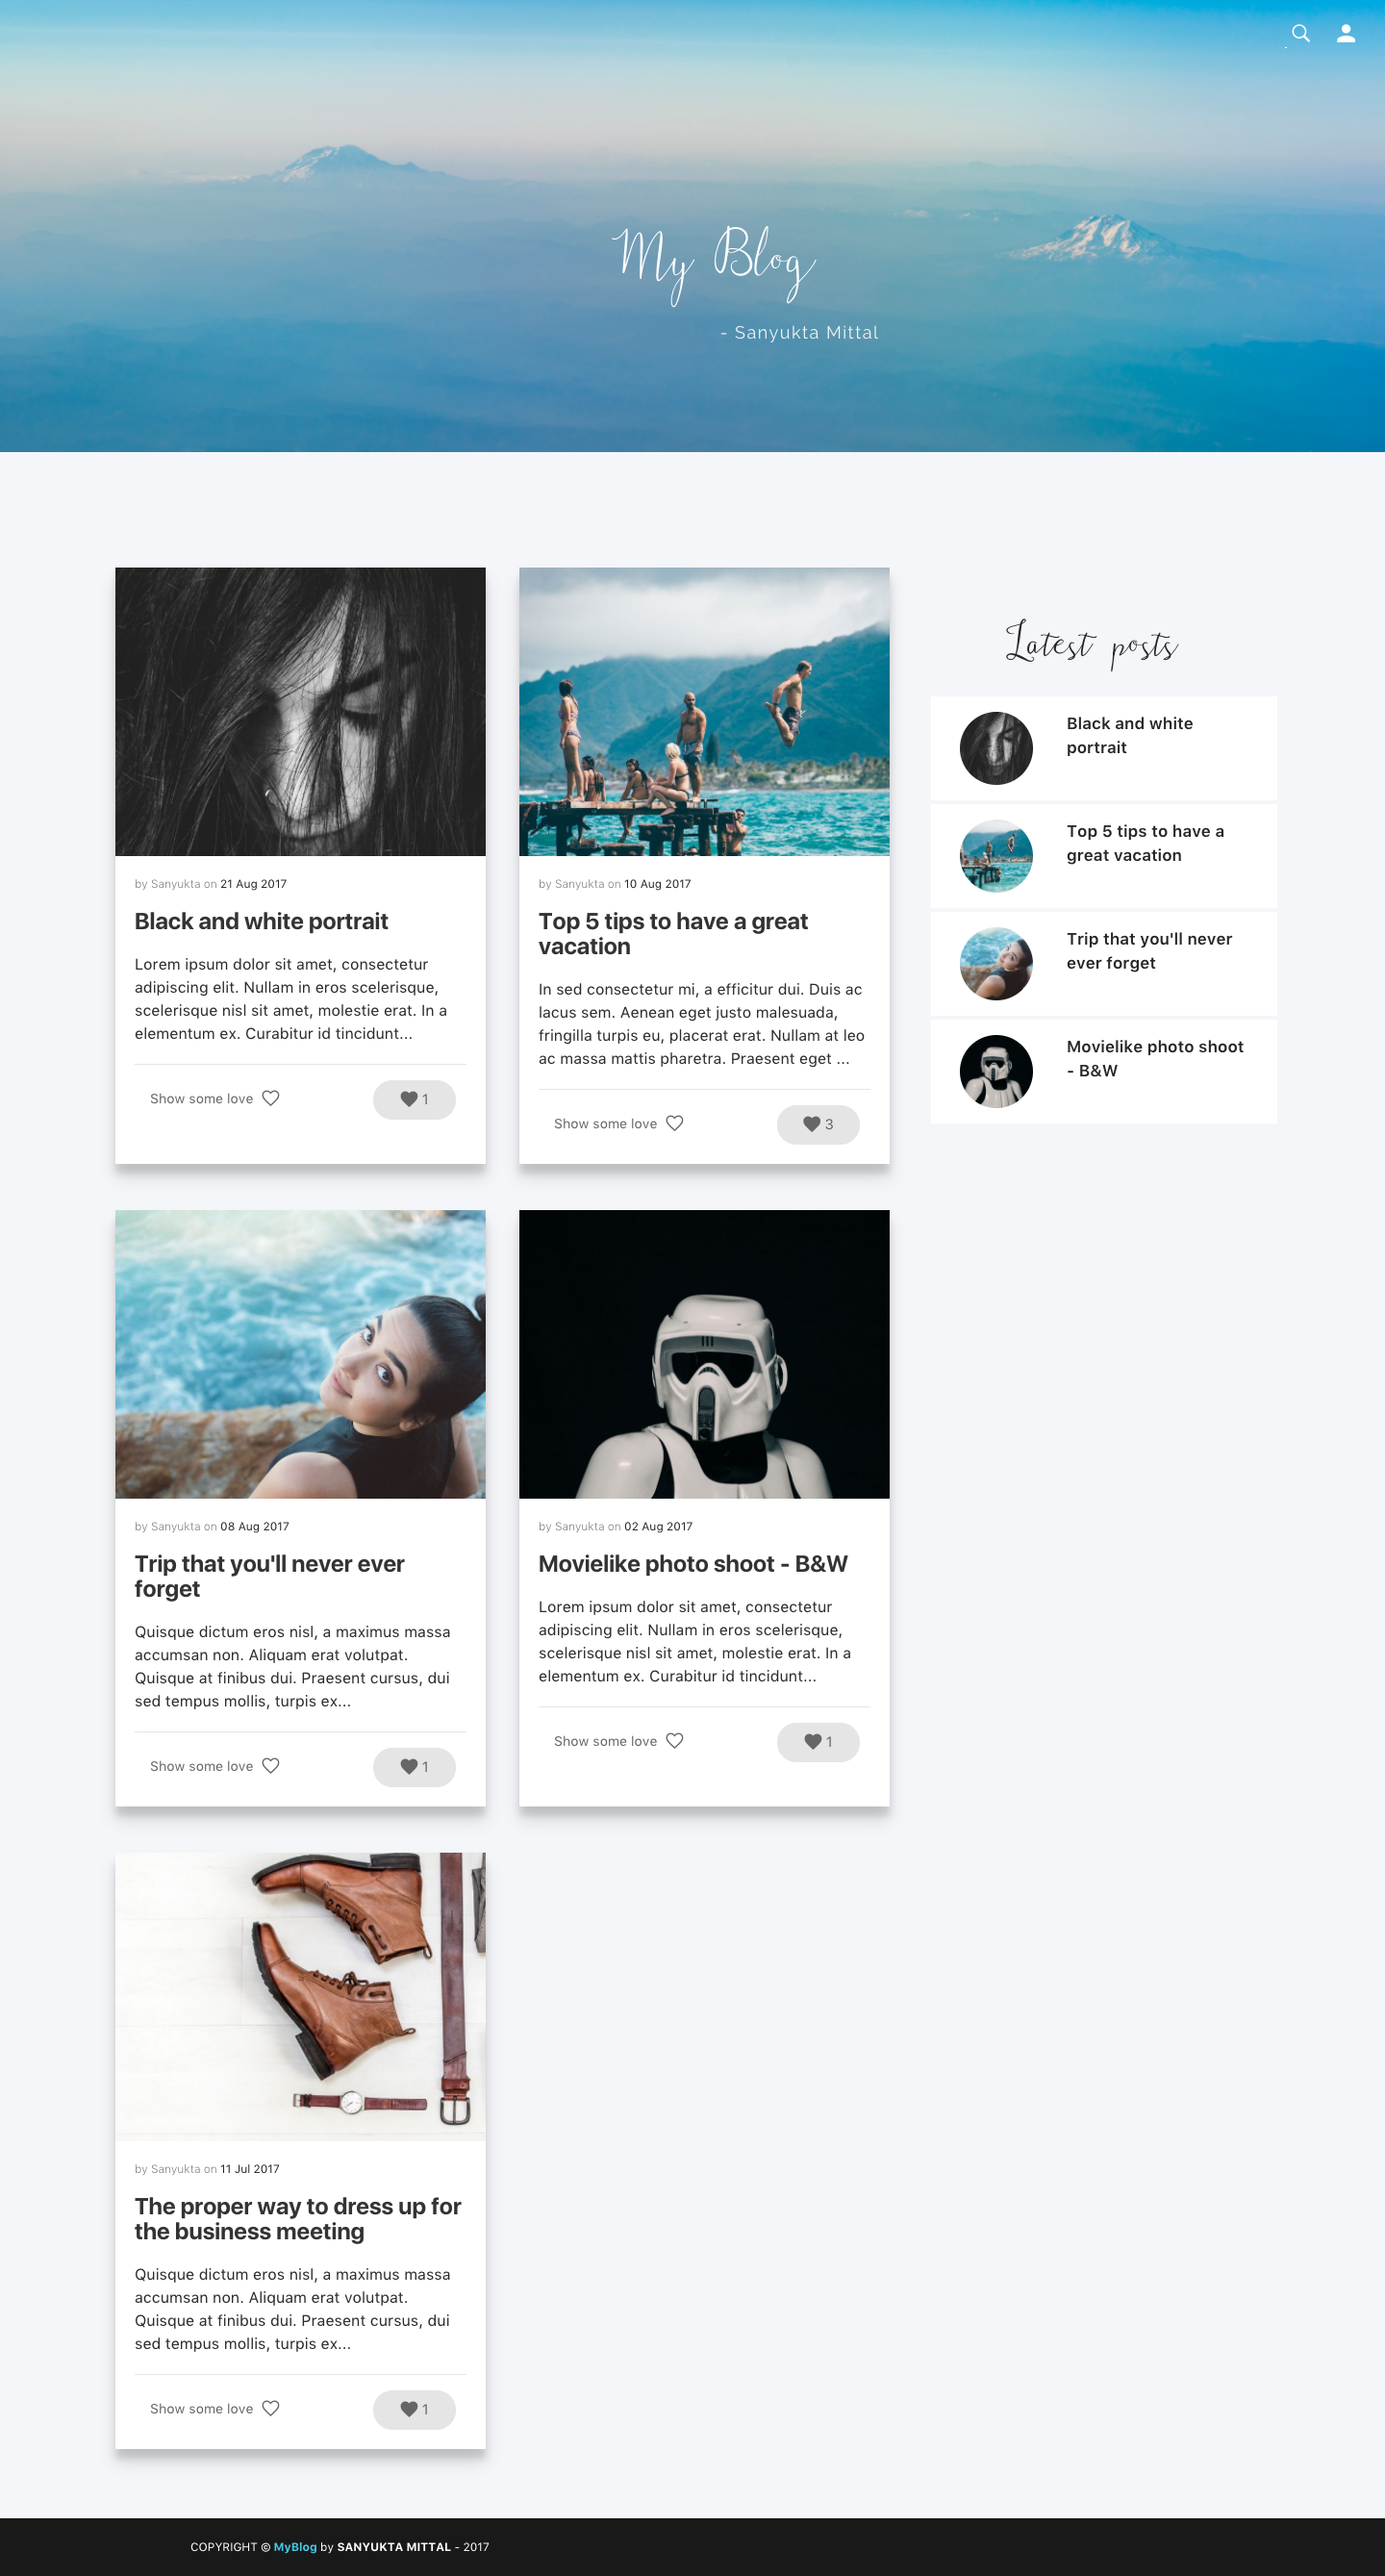 My Blog
- Sanyukta Mittal
by Sanyukta on 21 Aug 2017
Black and white portrait
Lorem ipsum dolor sit amet, consectetur
adipiscing elit. Nullam in eros scelerisque,
scelerisque nisl sit amet, molestie erat. In a
elementum ex. Curabitur id tincidunt...
Show some love
1
by Sanyukta on 10 Aug 2017
Top 5 tips to have a great
vacation
In sed consectetur mi, a efficitur dui. Duis ac
lacus sem. Aenean eget justo malesuada,
fringilla turpis eu, placerat erat. Nullam at leo
ac massa mattis pharetra. Praesent eget ...
Show some love
3
by Sanyukta on 08 Aug 2017
Trip that you'll never ever
forget
Quisque dictum eros nisl, a maximus massa
accumsan non. Aliquam erat volutpat.
Quisque at finibus dui. Praesent cursus, dui
sed tempus mollis, turpis ex...
Show some love
1
by Sanyukta on 02 Aug 2017
Movielike photo shoot - B&W
Lorem ipsum dolor sit amet, consectetur
adipiscing elit. Nullam in eros scelerisque,
scelerisque nisl sit amet, molestie erat. In a
elementum ex. Curabitur id tincidunt...
Show some love
1
by Sanyukta on 11 Jul 2017
The proper way to dress up for
the business meeting
Quisque dictum eros nisl, a maximus massa
accumsan non. Aliquam erat volutpat.
Quisque at finibus dui. Praesent cursus, dui
sed tempus mollis, turpis ex...
Show some love
1
Latest posts
Black and white
portrait
Top 5 tips to have a
great vacation
Trip that you'll never
ever forget
Movielike photo shoot
- B&W
COPYRIGHT © MyBlog by SANYUKTA MITTAL - 2017